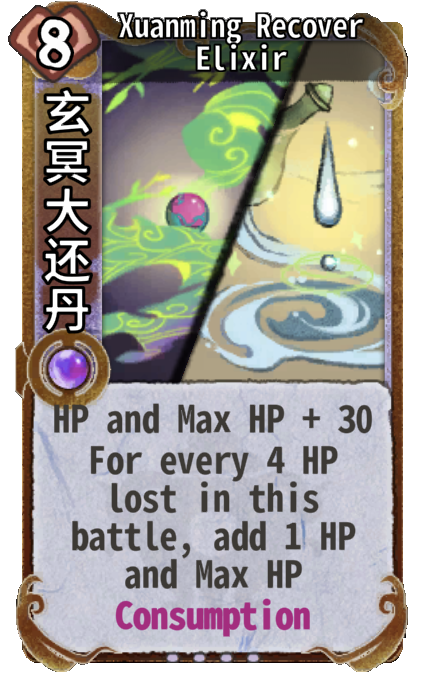 8
Xuanming Recover
Elixir
玄冥大还丹
HP and Max HP + 30
For every 4 HP
lost in this
battle, add 1 HP
and Max HP
Consumption